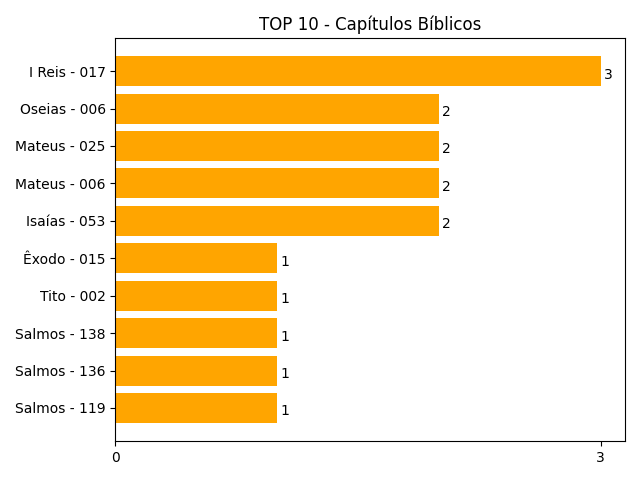 TOP 10 - Capítulos Bíblicos
I Reis - 017 3
Oseias - 006 2
Mateus - 025 2
Mateus - 006 2
Isaías - 053 2
Êxodo - 015 1
Tito - 002 1
Salmos - 138 1
Salmos - 136 1
Salmos - 119 1
0 3